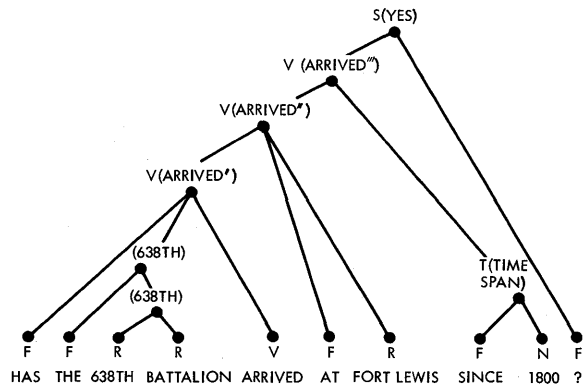 S(YES)
V (ARRIVED‴)
V(ARRIVED″)
V(ARRIVED′)
(638TH)
T(TIME
SPAN)
(638TH)
F F R R V F R F N F
HAS THE 638TH BATTALION ARRIVED AT FORT LEWIS SINCE 1800 ?